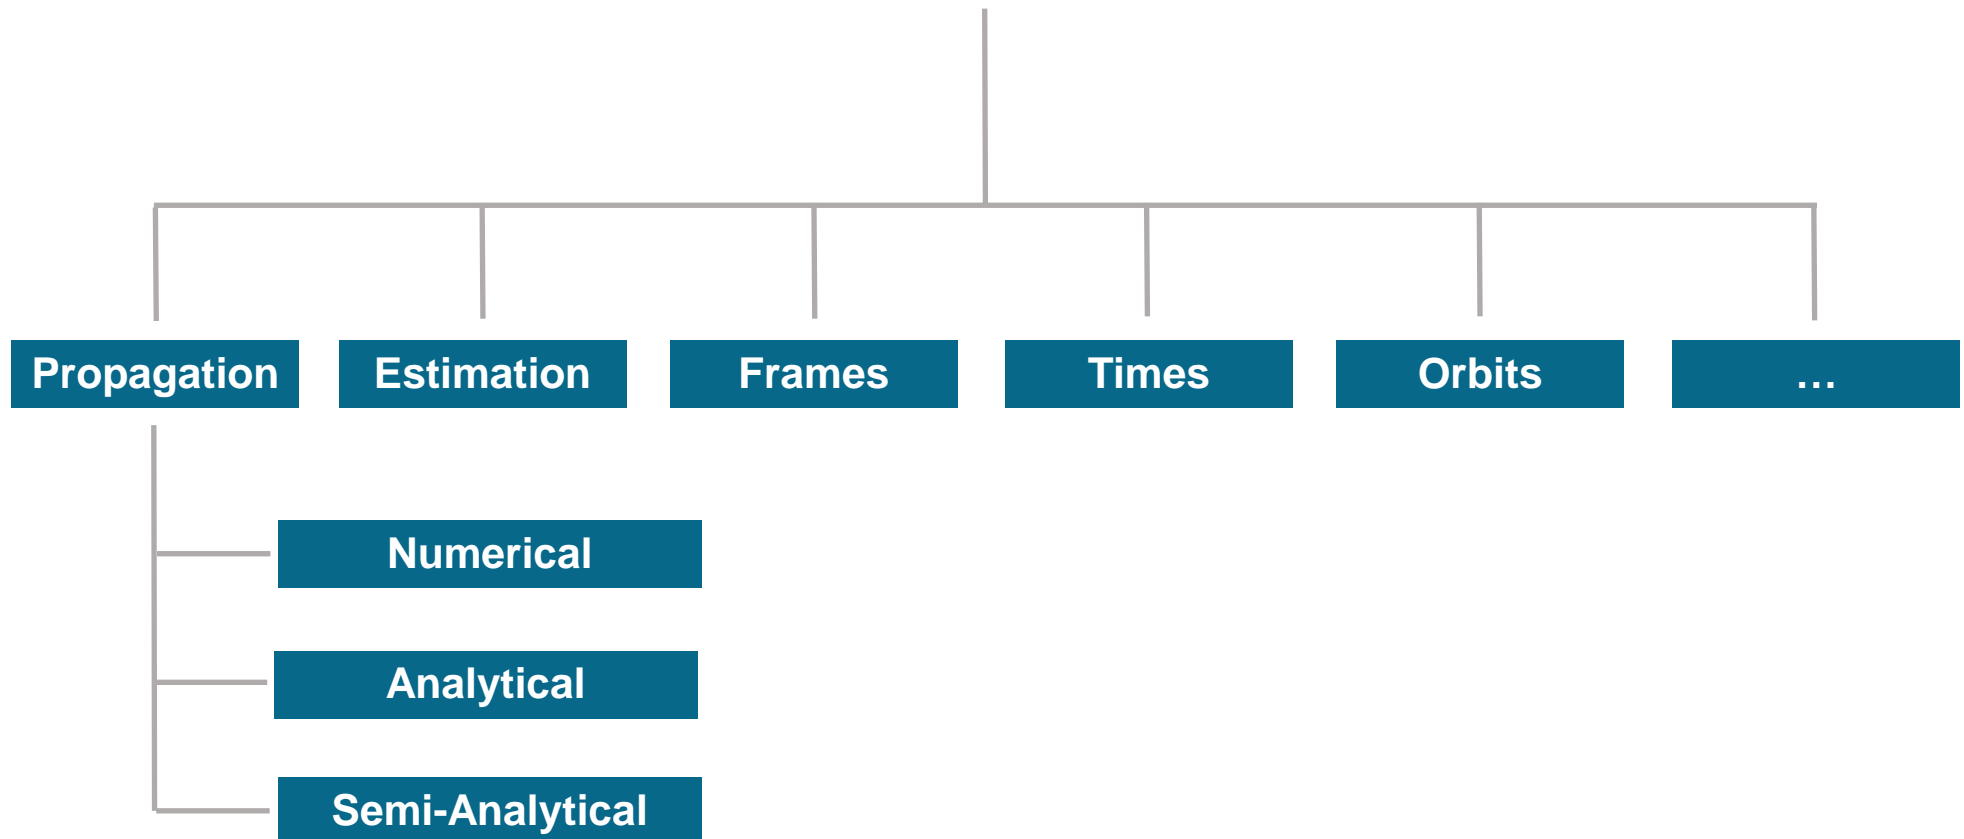 Propagation
Estimation
Frames
Times
Orbits
…
Numerical
Analytical
Semi-Analytical